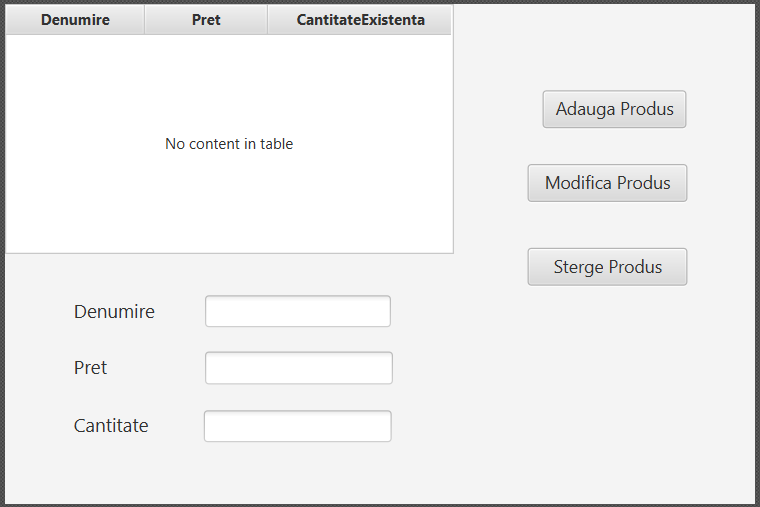 Denumire Pret CantitateExistenta
No content in table
Adauga Produs
Modifica Produs
Sterge Produs
Denumire
Pret
Cantitate